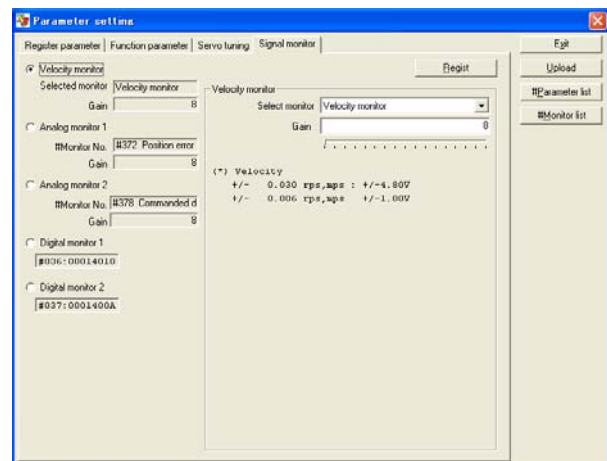 Parameter setting
Register parameter Function parameter Servo tuning Signal monitor
Exit
Upload
#Parameter list
#Monitor list
Velocity monitor
Selected monitor Velocity monitor
Gain 8
Analog monitor 1
#Monitor No. #372 Position error
Gain 8
Analog monitor 2
#Monitor No. #378 Commanded d
Gain 8
Digital monitor 1
#036:00014010
Digital monitor 2
#037:0001400A
Regist
Velocity monitor
Select monitor Velocity monitor
Gain 8
(*) Velocity
+/- 0.030 rps,mps : +/-4.80V
+/- 0.006 rps,mps +/-1.00V